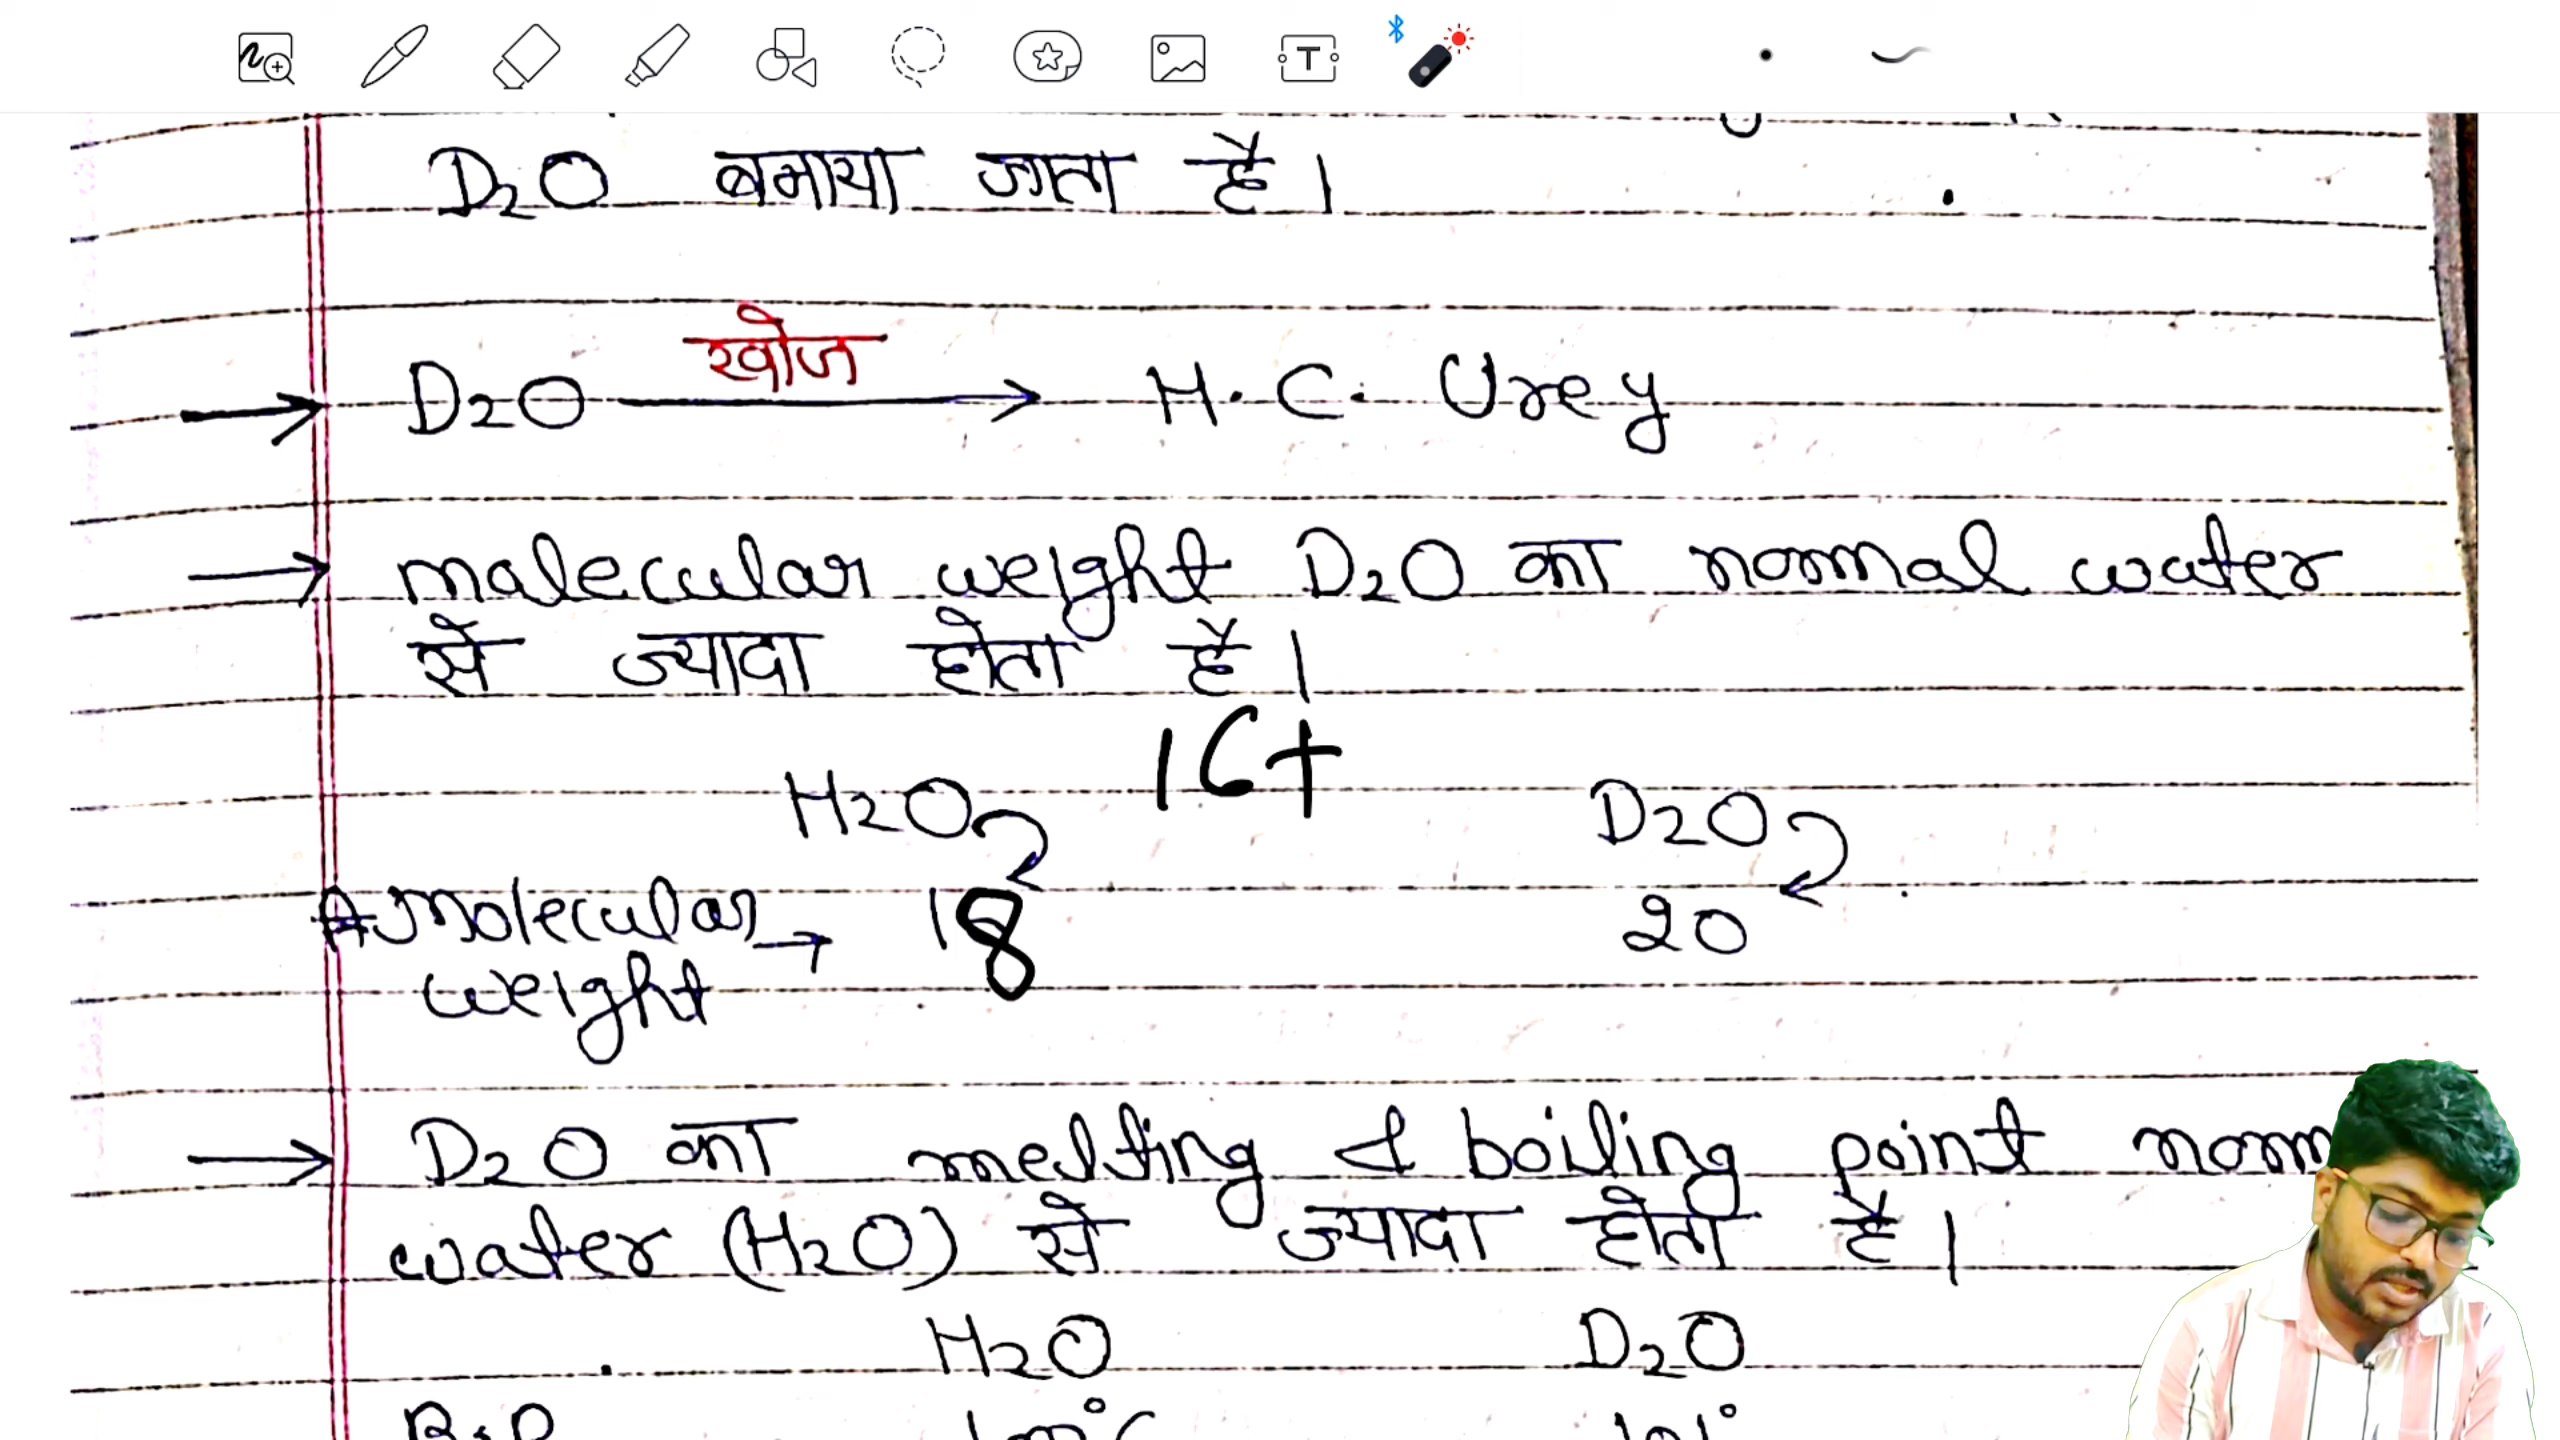 D₂O बनाया जाता है।
खोज
→ D₂O → H. C. Urey
→ malecular weight D₂O का normal water
से ज्यादा होता है।
16+
H₂O D₂O
molecular → 18 20
weight
→ D₂O का melting & boiling point norm
water (H₂O) से ज्यादा होता है।
H₂O D₂O